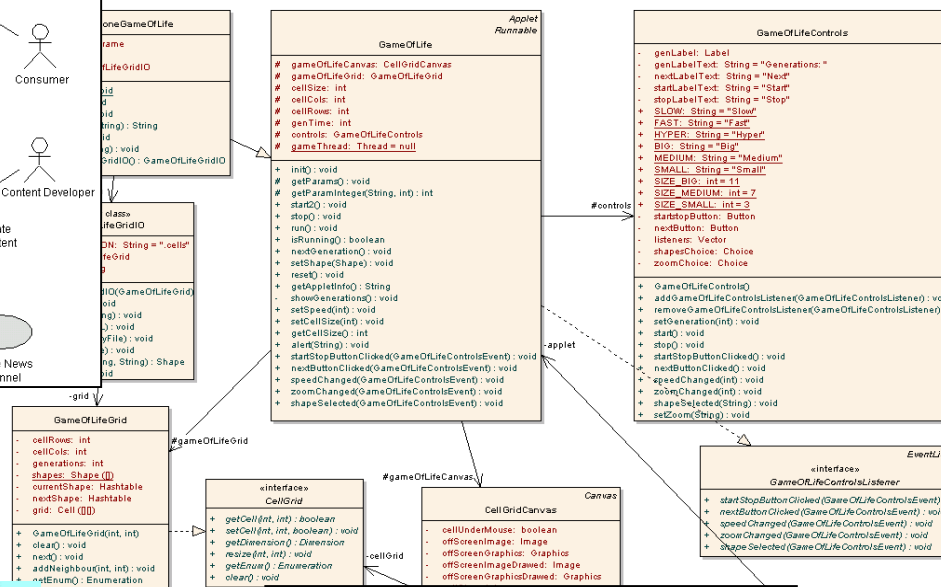 Consumer
Content Developer
News
oneGameOfLife
rame
fLifeGridIO
oid
d
oid
tring) : String
id
ng) : void
GridIO() : GameOfLifeGridIO
class»
ifeGridIO
ON: String = ".cells"
feGrid
g
dIO(GameOfLifeGrid)
oid
ng) : void
L) : void
yFile) : void
e) : void
ng, String) : Shape
oid
-grid
GameOfLifeGrid
- cellRows: int
- cellCols: int
- generations: int
- shapes: Shape ([])
- currentShape: Hashtable
- nextShape: Hashtable
- grid: Cell ([][])
+ GameOfLifeGrid(int, int)
+ clear() : void
+ next() : void
+ addNeighbour(int, int) : void
+ getEnum() : Enumeration
Applet
Runnable
GameOfLife
# gameOfLifeCanvas: CellGridCanvas
# gameOfLifeGrid: GameOfLifeGrid
# cellSize: int
# cellCols: int
# cellRows: int
# genTime: int
# controls: GameOfLifeControls
# gameThread: Thread = null
+ init() : void
# getParams() : void
# getParamInteger(String, int) : int
+ start2() : void
+ stop() : void
+ run() : void
+ isRunning() : boolean
+ nextGeneration() : void
+ setShape(Shape) : void
+ reset() : void
+ getAppletInfo() : String
- showGenerations() : void
+ setSpeed(int) : void
+ setCellSize(int) : void
+ getCellSize() : int
+ alert(String) : void
+ startStopButtonClicked(GameOfLifeControlsEvent) : void
+ nextButtonClicked(GameOfLifeControlsEvent) : void
+ speedChanged(GameOfLifeControlsEvent) : void
+ zoomChanged(GameOfLifeControlsEvent) : void
+ shapeSelected(GameOfLifeControlsEvent) : void
#controls
-applet
#gameOfLifeGrid
#gameOfLifeCanvas
-cellGrid
«interface»
CellGrid
+ getCell(int, int) : boolean
+ setCell(int, int, boolean) : void
+ getDimension() : Dimension
+ resize(int, int) : void
+ getEnum() : Enumeration
+ clear() : void
Canvas
CellGridCanvas
- cellUnderMouse: boolean
- offScreenImage: Image
- offScreenGraphics: Graphics
- offScreenImageDrawed: Image
- offScreenGraphicsDrawed: Graphics
GameOfLifeControls
- genLabel: Label
- genLabelText: String = "Generations: "
- nextLabelText: String = "Next"
- startLabelText: String = "Start"
- stopLabelText: String = "Stop"
+ SLOW: String = "Slow"
+ FAST: String = "Fast"
+ HYPER: String = "Hyper"
+ BIG: String = "Big"
+ MEDIUM: String = "Medium"
+ SMALL: String = "Small"
+ SIZE_BIG: int = 11
+ SIZE_MEDIUM: int = 7
+ SIZE_SMALL: int = 3
- startstopButton: Button
- nextButton: Button
- listeners: Vector
- shapesChoice: Choice
- zoomChoice: Choice
+ GameOfLifeControls()
+ addGameOfLifeControlsListener(GameOfLifeControlsListener) : vo
+ removeGameOfLifeControlsListener(GameOfLifeControlsListener)
+ setGeneration(int) : void
+ start() : void
+ stop() : void
+ startStopButtonClicked() : void
+ nextButtonClicked() : void
+ speedChanged(int) : void
+ zoomChanged(int) : void
+ shapeSelected(String) : void
+ setZoom(String) : void
EventLi
«interface»
GameOfLifeControlsListener
+ startStopButtonClicked(GameOfLifeControlsEvent)
+ nextButtonClicked(GameOfLifeControlsEvent) : voi
+ speedChanged(GameOfLifeControlsEvent) : void
+ zoomChanged(GameOfLifeControlsEvent) : void
+ shapeSelected(GameOfLifeControlsEvent) : void